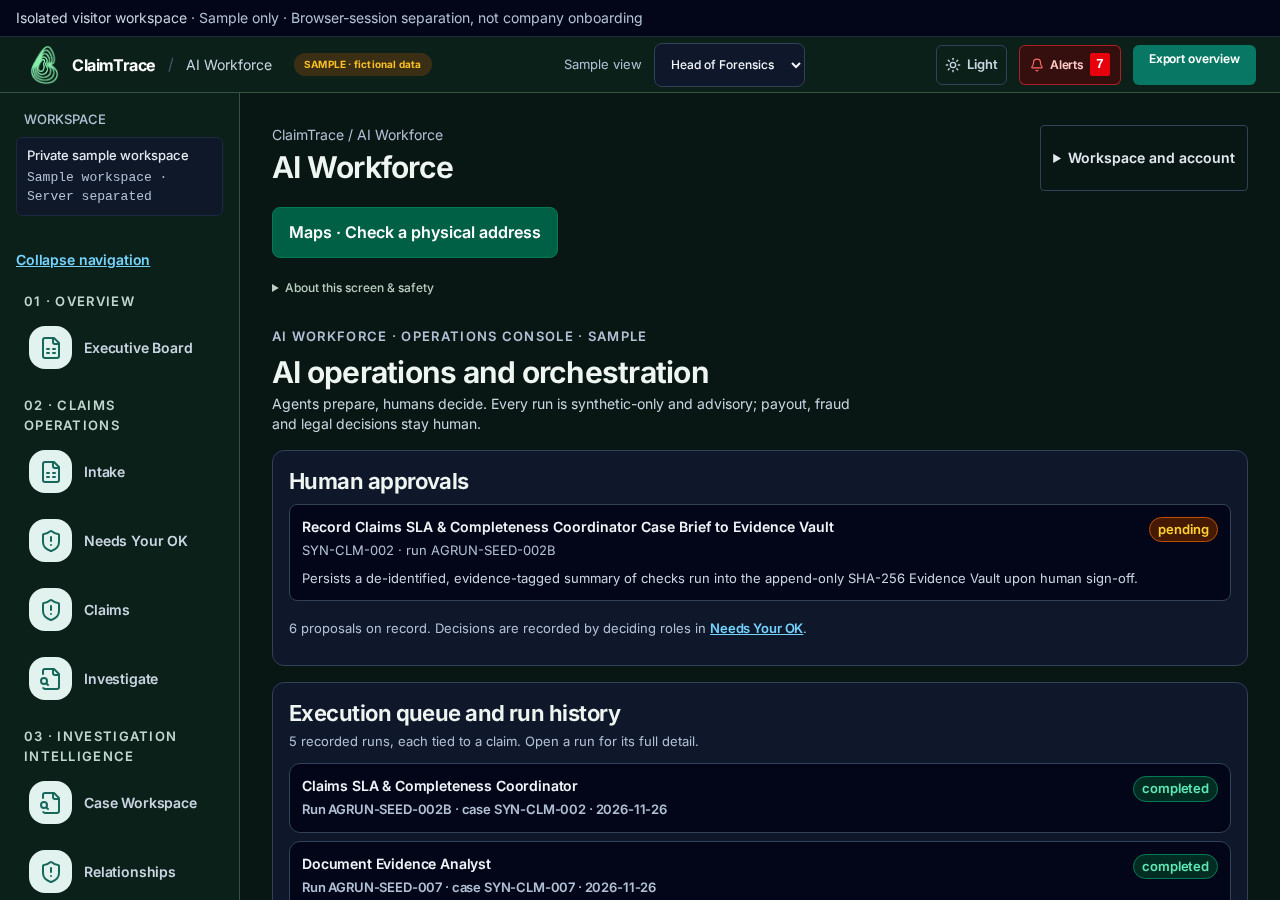 Isolated visitor workspace · Sample only · Browser-session separation, not company onboarding
ClaimTrace / AI Workforce
SAMPLE · fictional data
Sample view
Head of Forensics
Light
Alerts 7
Export overview
WORKSPACE
Private sample workspace
Sample workspace ·
Server separated
Collapse navigation
01 · OVERVIEW
Executive Board
02 · CLAIMS
OPERATIONS
Intake
Needs Your OK
Claims
Investigate
03 · INVESTIGATION
INTELLIGENCE
Case Workspace
Relationships
ClaimTrace / AI Workforce
AI Workforce
Workspace and account
Maps · Check a physical address
About this screen & safety
AI WORKFORCE · OPERATIONS CONSOLE · SAMPLE
AI operations and orchestration
Agents prepare, humans decide. Every run is synthetic-only and advisory; payout, fraud
and legal decisions stay human.
Human approvals
Record Claims SLA & Completeness Coordinator Case Brief to Evidence Vault
pending
SYN-CLM-002 · run AGRUN-SEED-002B
Persists a de-identified, evidence-tagged summary of checks run into the append-only SHA-256 Evidence Vault upon human sign-off.
6 proposals on record. Decisions are recorded by deciding roles in Needs Your OK.
Execution queue and run history
5 recorded runs, each tied to a claim. Open a run for its full detail.
Claims SLA & Completeness Coordinator
completed
Run AGRUN-SEED-002B · case SYN-CLM-002 · 2026-11-26
Document Evidence Analyst
completed
Run AGRUN-SEED-007 · case SYN-CLM-007 · 2026-11-26